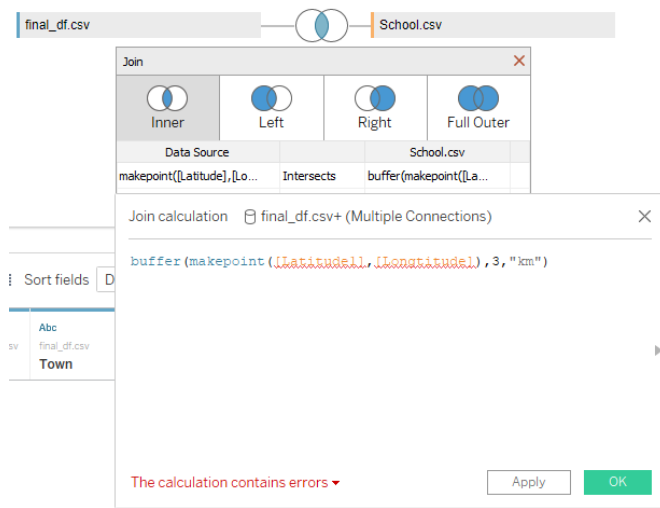 final_df.csv School.csv
Join
Inner Left Right Full Outer
Data Source School.csv
makepoint([Latitude],[Lo... Intersects buffer(makepoint([La...
Join calculation final_df.csv+ (Multiple Connections)
buffer(makepoint([Latitude1],[Longtitude]),3,"km")
Sort fields D
Abc
sv final_df.csv
Town
The calculation contains errors Apply OK